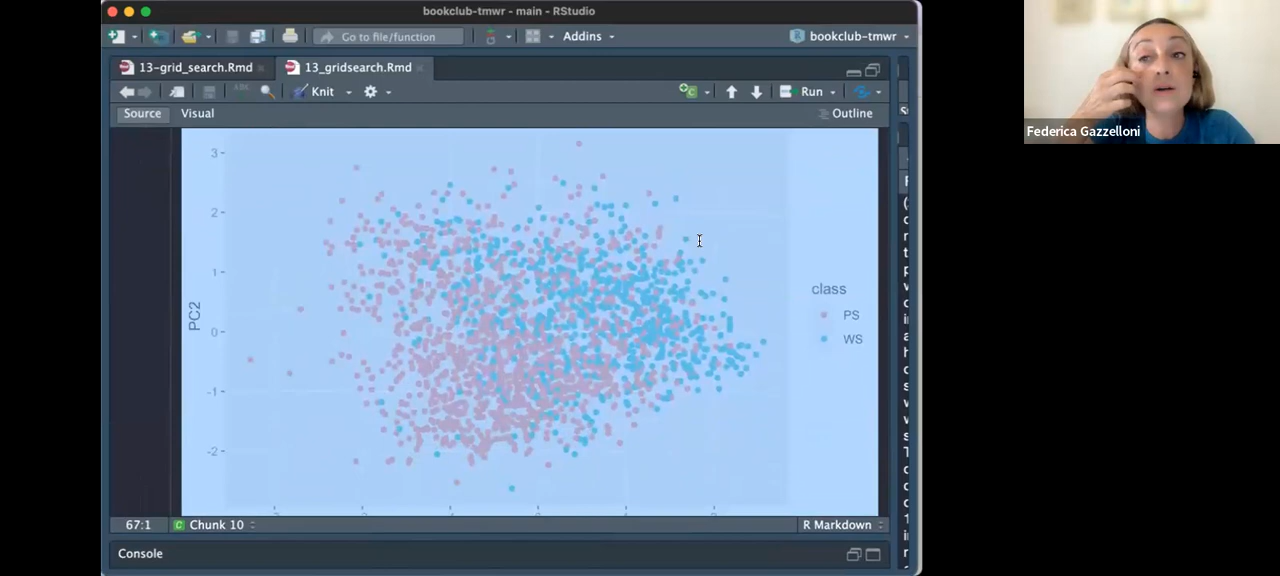 bookclub-tmwr - main - RStudio
Go to file/function
Addins
bookclub-tmwr
13-grid_search.Rmd
13_gridsearch.Rmd
Knit
Run
Source
Visual
Outline
3
2
1
0
-1
-2
PC2
class
PS
WS
67:1
Chunk 10
R Markdown
Console
Federica Gazzelloni